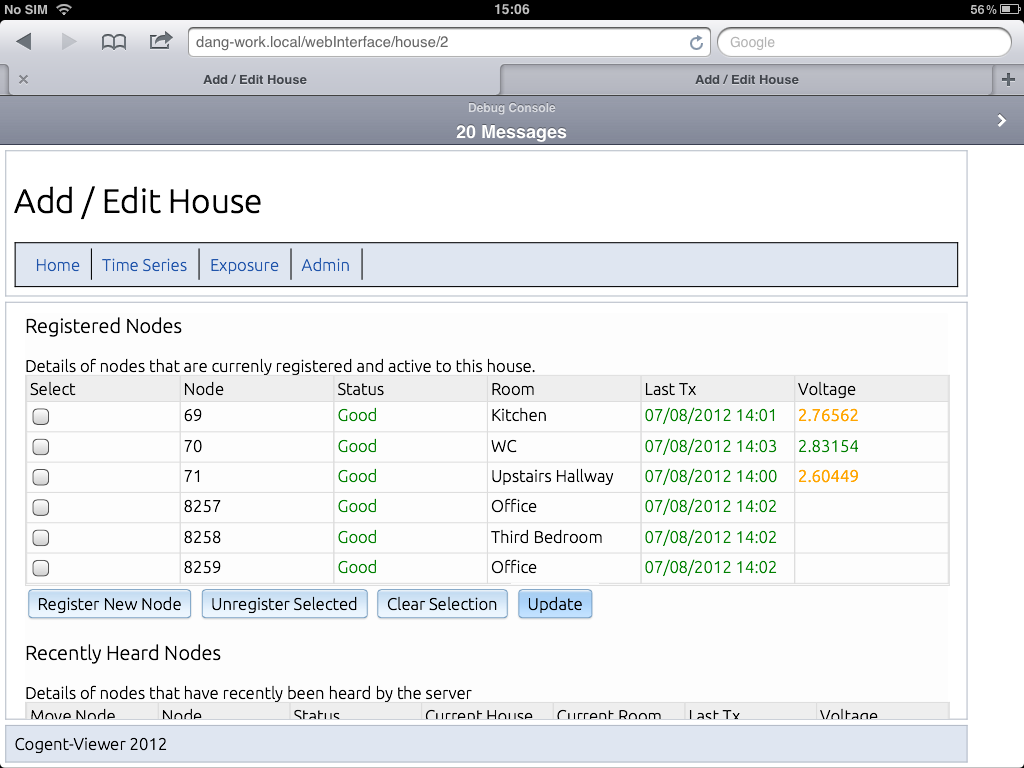 No SIM 15:06 56%
dang-work.local/webInterface/house/2 Google
Add / Edit House Add / Edit House
Debug Console
20 Messages
Add / Edit House
Home Time Series Exposure Admin
Registered Nodes
Details of nodes that are currenly registered and active to this house.
Select Node Status Room Last Tx Voltage
69 Good Kitchen 07/08/2012 14:01 2.76562
70 Good WC 07/08/2012 14:03 2.83154
71 Good Upstairs Hallway 07/08/2012 14:00 2.60449
8257 Good Office 07/08/2012 14:02
8258 Good Third Bedroom 07/08/2012 14:02
8259 Good Office 07/08/2012 14:02
Register New Node Unregister Selected Clear Selection Update
Recently Heard Nodes
Details of nodes that have recently been heard by the server
Move Node Node Status Current House Current Room Last Tx Voltage
Cogent-Viewer 2012